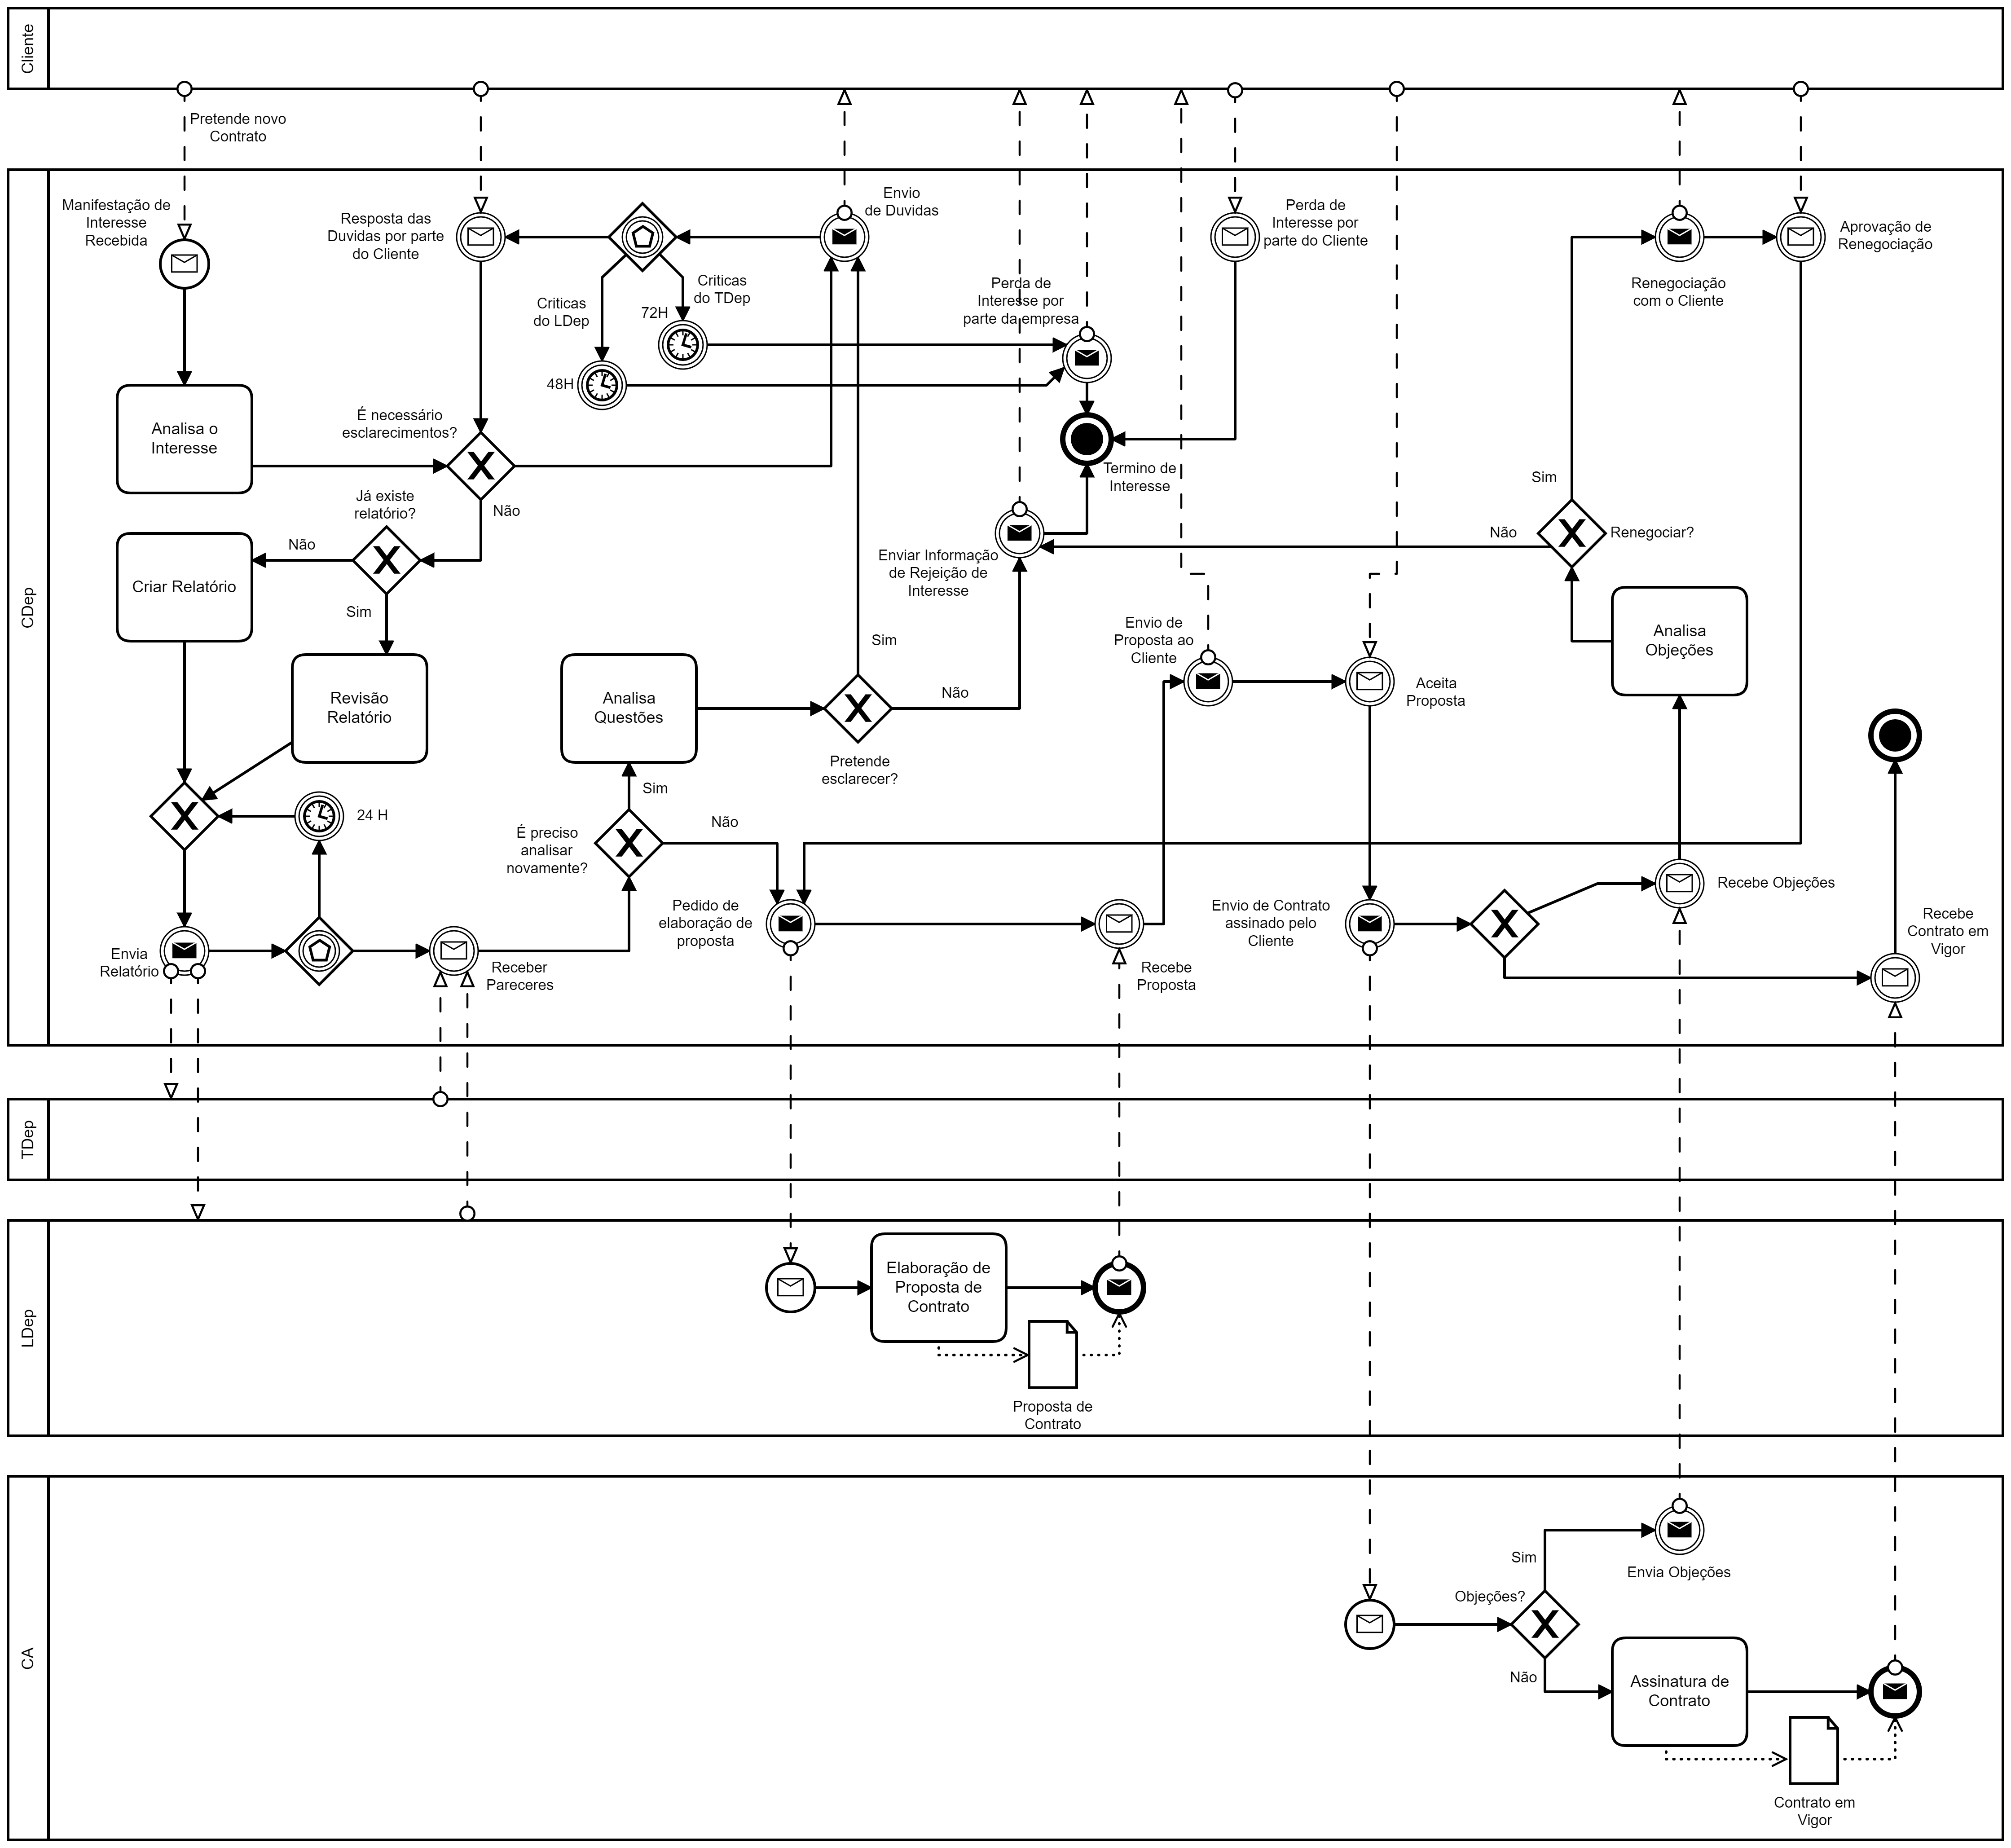 Cliente
Pretende novo
Contrato
CDep
Manifestação de
Interesse
Recebida
Resposta das
Duvidas por parte
do Cliente
Envio
de Duvidas
Criticas
do LDep
Criticas
do TDep
72H
48H
Perda de
Interesse por
parte da empresa
Perda de
Interesse por
parte do Cliente
Renegociação
com o Cliente
Aprovação de
Renegociação
Analisa o
Interesse
É necessário
esclarecimentos?
Não
Termino de
Interesse
Já existe
relatório?
Não
Sim
Criar Relatório
Revisão
Relatório
24 H
Envia
Relatório
Receber
Pareceres
É preciso
analisar
novamente?
Sim
Não
Analisa
Questões
Pretende
esclarecer?
Sim
Não
Enviar Informação
de Rejeição de
Interesse
Pedido de
elaboração de
proposta
Recebe
Proposta
Envio de
Proposta ao
Cliente
Aceita
Proposta
Envio de Contrato
assinado pelo
Cliente
Sim
Não
Renegociar?
Analisa
Objeções
Recebe Objeções
Recebe
Contrato em
Vigor
TDep
LDep
Elaboração de
Proposta de
Contrato
Proposta de
Contrato
CA
Objeções?
Sim
Envia Objeções
Não
Assinatura de
Contrato
Contrato em
Vigor